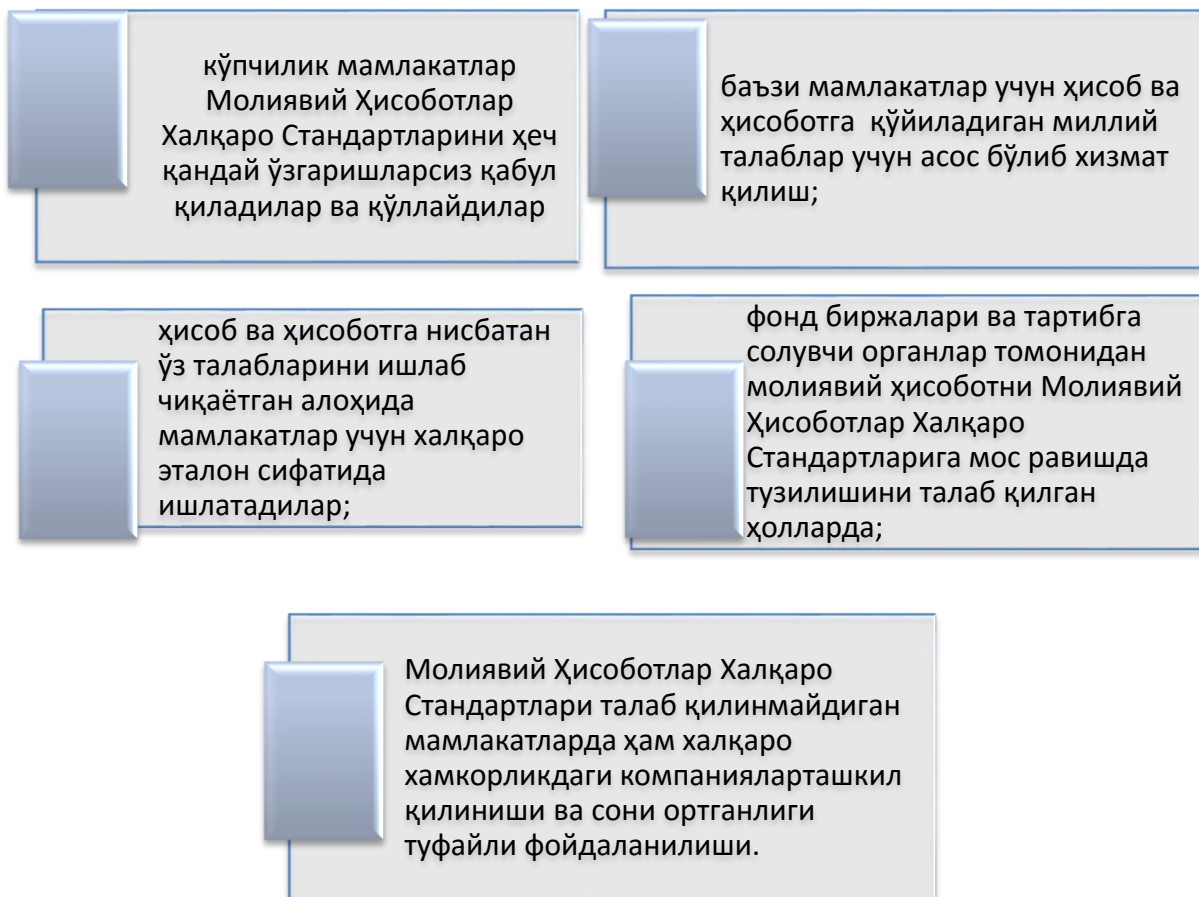 кўпчилик мамлакатлар
Молиявий Ҳисоботлар
Халқаро Стандартларини ҳеч
қандай ўзгаришларсиз қабул
қиладилар ва қўллайдилар
баъзи мамлакатлар учун ҳисоб ва
ҳисоботга қўйиладиган миллий
талаблар учун асос бўлиб хизмат
қилиш;
ҳисоб ва ҳисоботга нисбатан
ўз талабларини ишлаб
чиқаётган алоҳида
мамлакатлар учун халқаро
эталон сифатида
ишлатадилар;
фонд биржалари ва тартибга
солувчи органлар томонидан
молиявий ҳисоботни Молиявий
Ҳисоботлар Халқаро
Стандартларига мос равишда
тузилишини талаб қилган
ҳолларда;
Молиявий Ҳисоботлар Халқаро
Стандартлари талаб қилинмайдиган
мамлакатларда ҳам халқаро
хамкорликдаги компанияларташкил
қилиниши ва сони ортганлиги
туфайли фойдаланилиши.